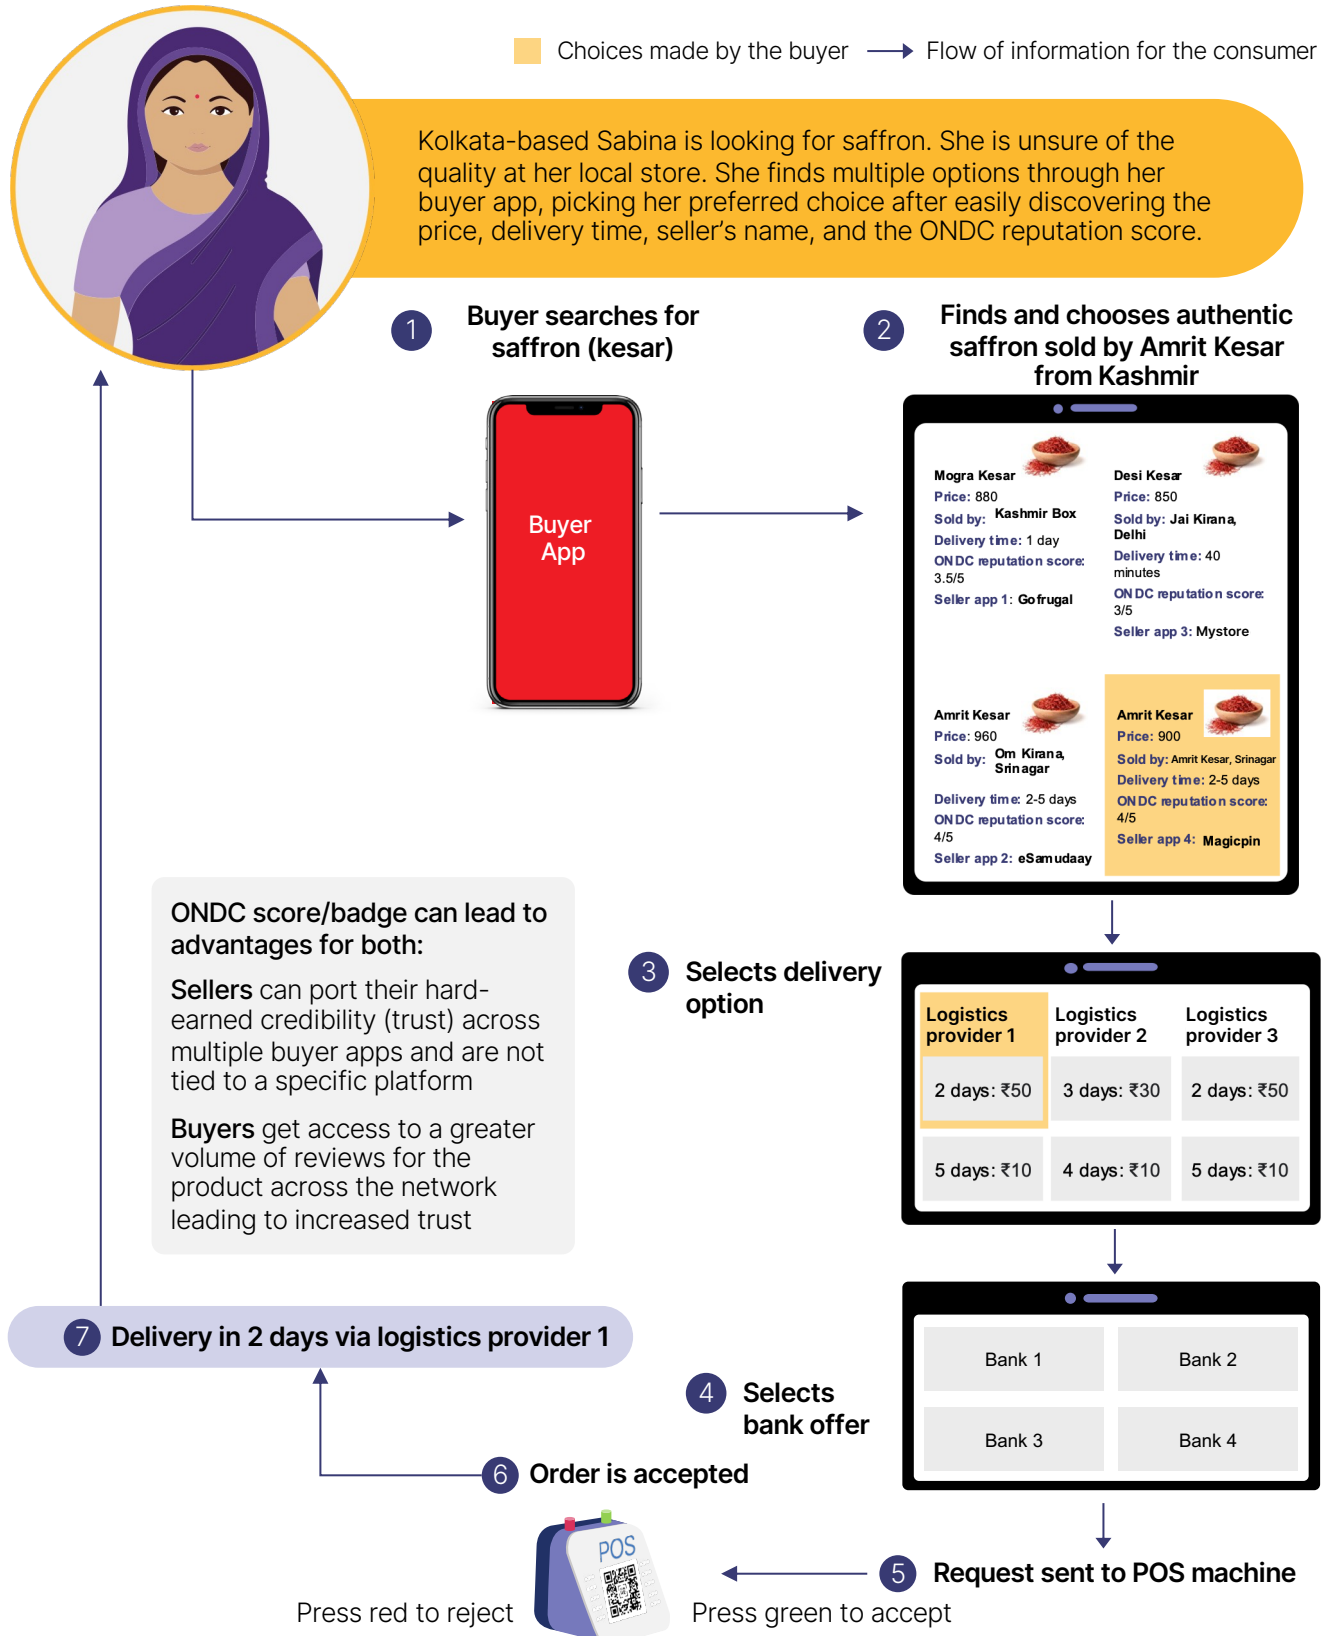 Choices made by the buyer
Flow of information for the consumer
Kolkata-based Sabina is looking for saffron. She is unsure of the
quality at her local store. She finds multiple options through her
buyer app, picking her preferred choice after easily discovering the
price, delivery time, seller’s name, and the ONDC reputation score.
1
Buyer searches for
saffron (kesar)
Buyer
App
2
Finds and chooses authentic
saffron sold by Amrit Kesar
from Kashmir
Mogra Kesar
Price: 880
Sold by: Kashmir Box
Delivery time: 1 day
ONDC reputation score:
3.5/5
Seller app 1: Gofrugal
Desi Kesar
Price: 850
Sold by: Jai Kirana,
Delhi
Delivery time: 40
minutes
ONDC reputation score:
3/5
Seller app 3: Mystore
Amrit Kesar
Price: 960
Sold by: Om Kirana,
Srinagar
Delivery time: 2-5 days
ONDC reputation score:
4/5
Seller app 2: eSamudaay
Amrit Kesar
Price: 900
Sold by: Amrit Kesar, Srinagar
Delivery time: 2-5 days
ONDC reputation score:
4/5
Seller app 4: Magicpin
ONDC score/badge can lead to
advantages for both:
Sellers can port their hard-
earned credibility (trust) across
multiple buyer apps and are not
tied to a specific platform
Buyers get access to a greater
volume of reviews for the
product across the network
leading to increased trust
3
Selects delivery
option
Logistics
provider 1
Logistics
provider 2
Logistics
provider 3
2 days: ₹50
3 days: ₹30
2 days: ₹50
5 days: ₹10
4 days: ₹10
5 days: ₹10
4
Selects
bank offer
Bank 1
Bank 2
Bank 3
Bank 4
5
Request sent to POS machine
POS
Press red to reject
Press green to accept
6
Order is accepted
7
Delivery in 2 days via logistics provider 1